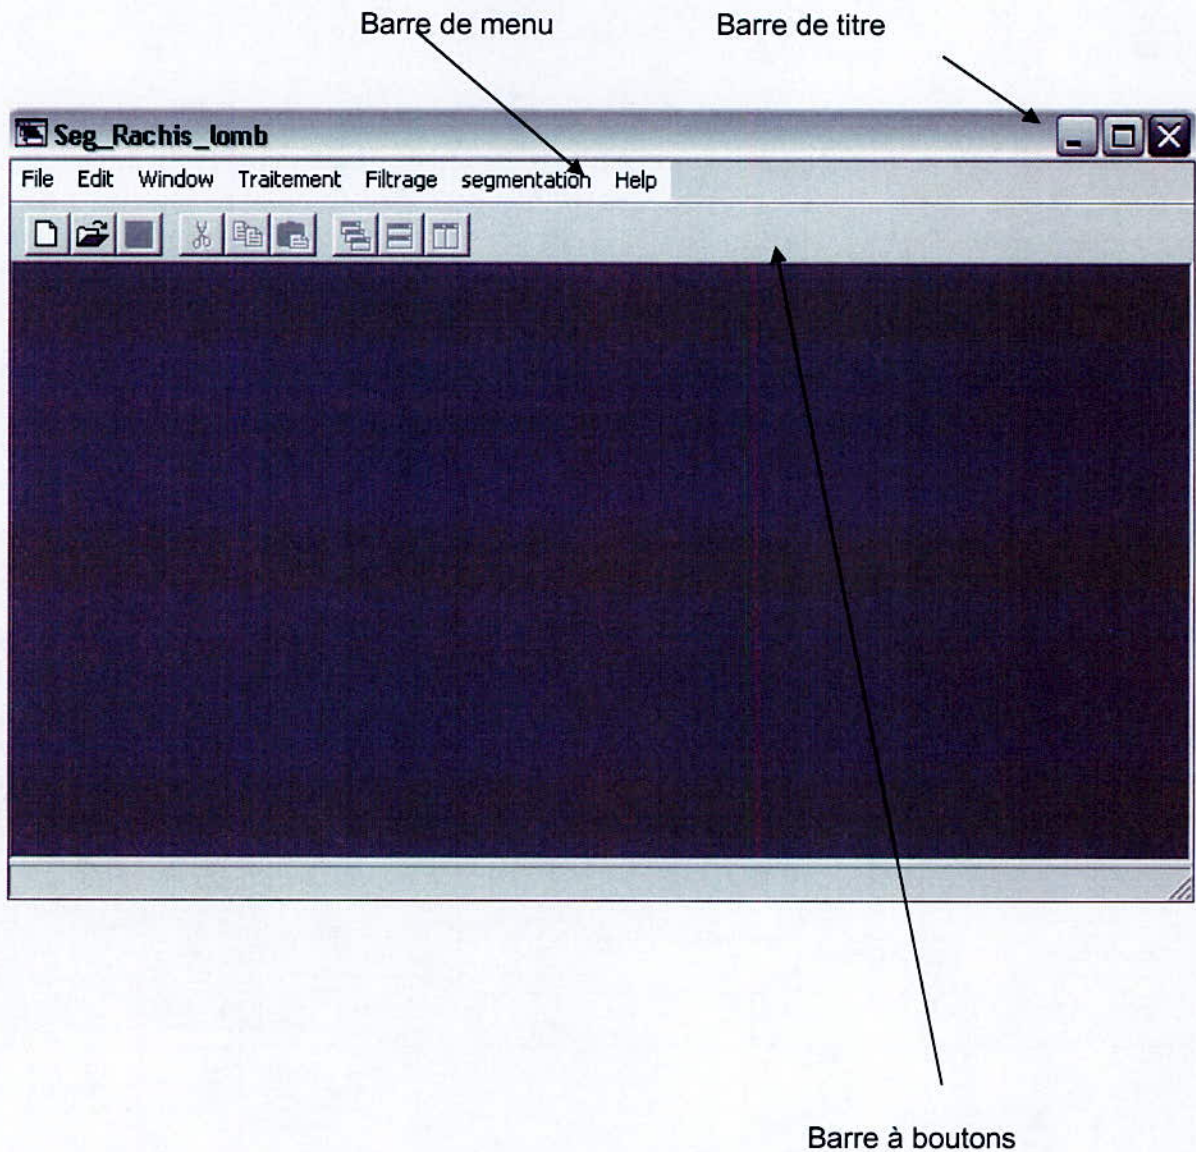 Barre de menu Barre de titre
Seg_Rachis_lomb
File Edit Window Traitement Filtrage segmentation Help
Barre à boutons